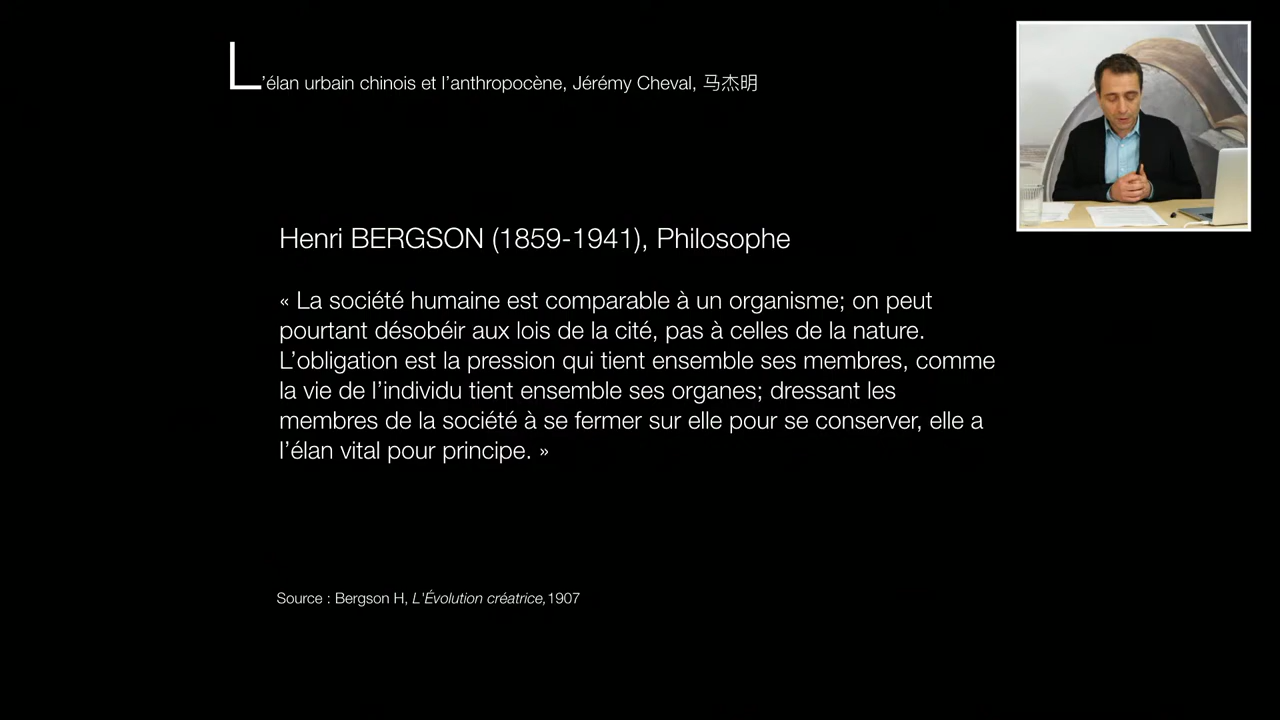 L'élan urbain chinois et l'anthropocène, Jérémy Cheval, 马杰明
Henri BERGSON (1859-1941), Philosophe
« La société humaine est comparable à un organisme; on peut
pourtant désobéir aux lois de la cité, pas à celles de la nature.
L'obligation est la pression qui tient ensemble ses membres, comme
la vie de l'individu tient ensemble ses organes; dressant les
membres de la société à se fermer sur elle pour se conserver, elle a
l'élan vital pour principe. »
Source : Bergson H, L'Évolution créatrice, 1907